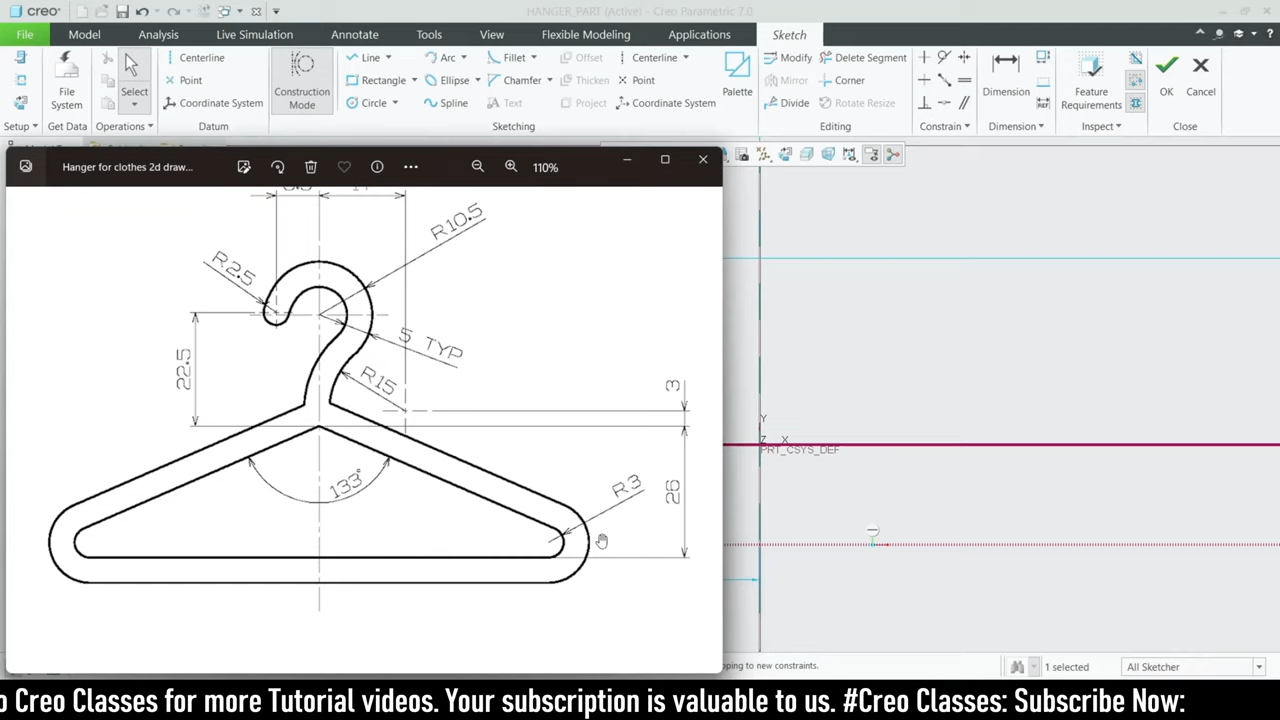 creo
HANGER_PART (Active) - Creo Parametric 7.0
File Model Analysis Live Simulation Annotate Tools View Flexible Modeling Applications Sketch
File System
Select
Centerline
Point
Coordinate System
Construction Mode
Line Arc Fillet Offset Centerline
Rectangle Ellipse Chamfer Thicken Point
Circle Spline Text Project Coordinate System
Palette
Modify Delete Segment
Mirror Corner
Divide Rotate Resize
Dimension
Feature Requirements
OK Cancel
Setup Get Data Operations Datum Sketching Editing Constrain Dimension Inspect Close
Hanger for clothes 2d draw...
110%
R10.5
R2.5
5 TYP
22.5
R15
3
133°
R3
26
Y
Z X
PRT_CSYS_DEF
pping to new constraints.
1 selected
All Sketcher
o Creo Classes for more Tutorial videos. Your subscription is valuable to us. #Creo Classes: Subscribe Now: